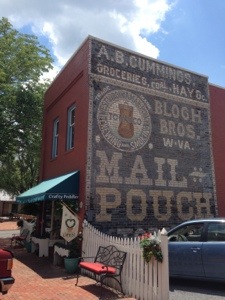 A.B. CUMMINGS.
GROCERIES, COAL, HAY &
BLOCH
BROS.
W-VA.
MAIL
POUCH